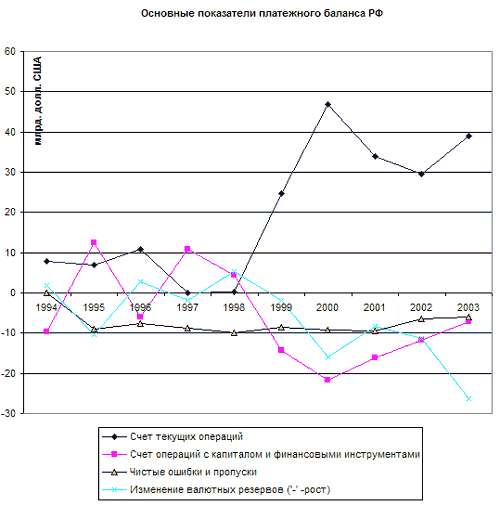 Основные показатели платежного баланса РФ
млрд. долл. США
60
50
40
30
20
10
0
-10
-20
-30
1994 1995 1996 1997 1998 1999 2000 2001 2002 2003
Счет текущих операций
Счет операций с капиталом и финансовыми инструментами
Чистые ошибки и пропуски
Изменение валютных резервов ('-' -рост)